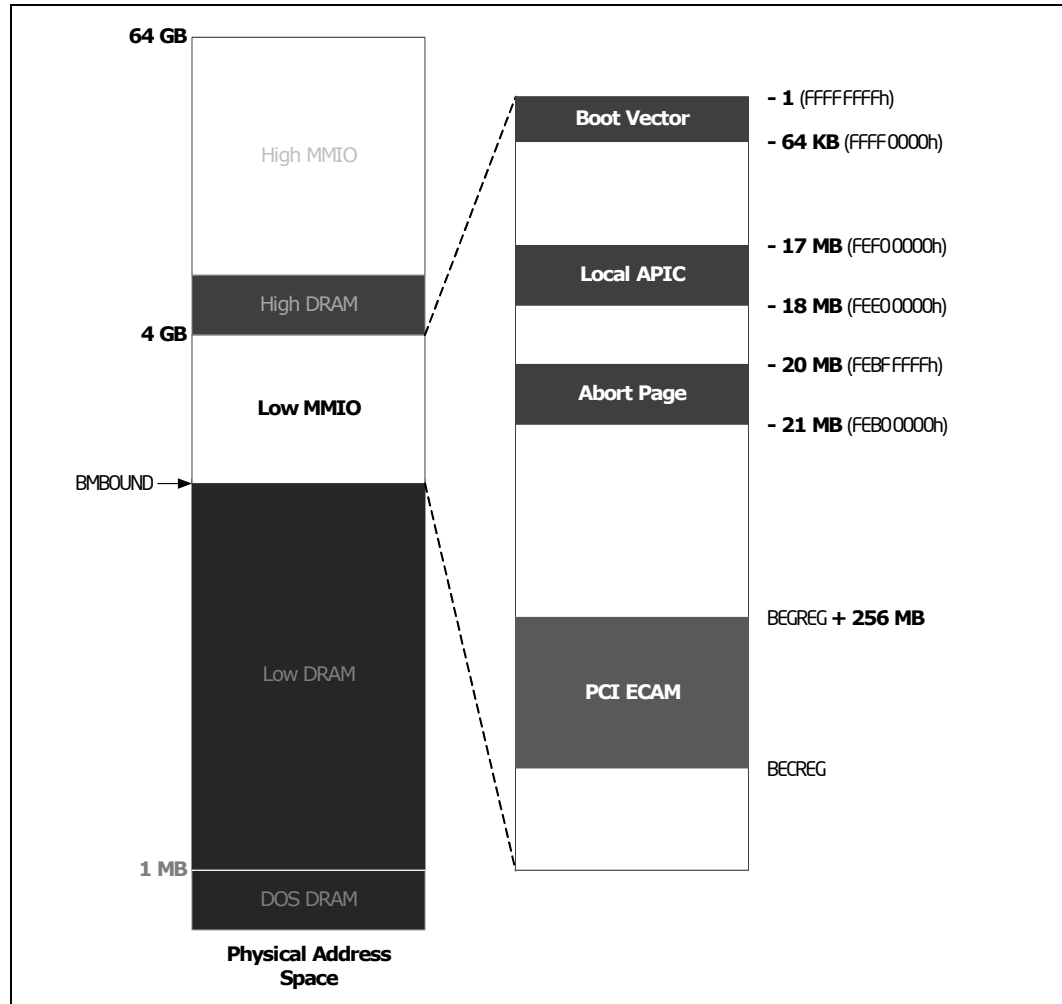 64 GB
High MMIO
High DRAM
4 GB
Low MMIO
BMBOUND
Low DRAM
1 MB
DOS DRAM
Physical Address
Space
- 1 (FFFFFFFFh)
Boot Vector
- 64 KB (FFFF0000h)
- 17 MB (FEF00000h)
Local APIC
- 18 MB (FEE00000h)
- 20 MB (FEBFFFFFh)
Abort Page
- 21 MB (FEB00000h)
BEGREG + 256 MB
PCI ECAM
BECREG